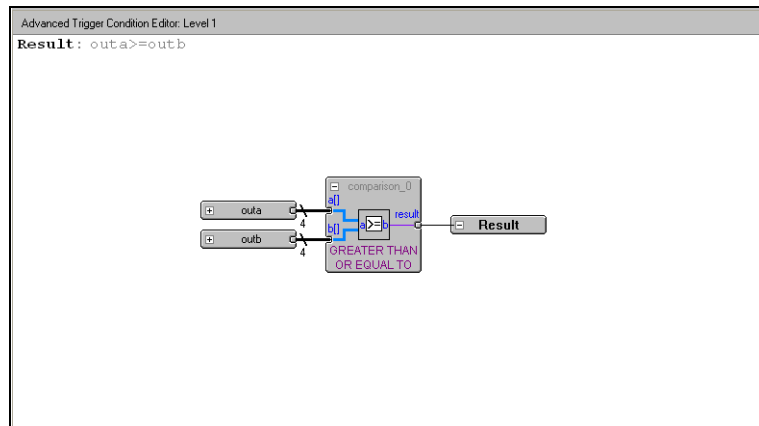 Advanced Trigger Condition Editor: Level 1
Result: outa>=outb
comparison_0
a[]
outa
4
result
a>=b
Result
b[]
outb
4
GREATER THAN
OR EQUAL TO